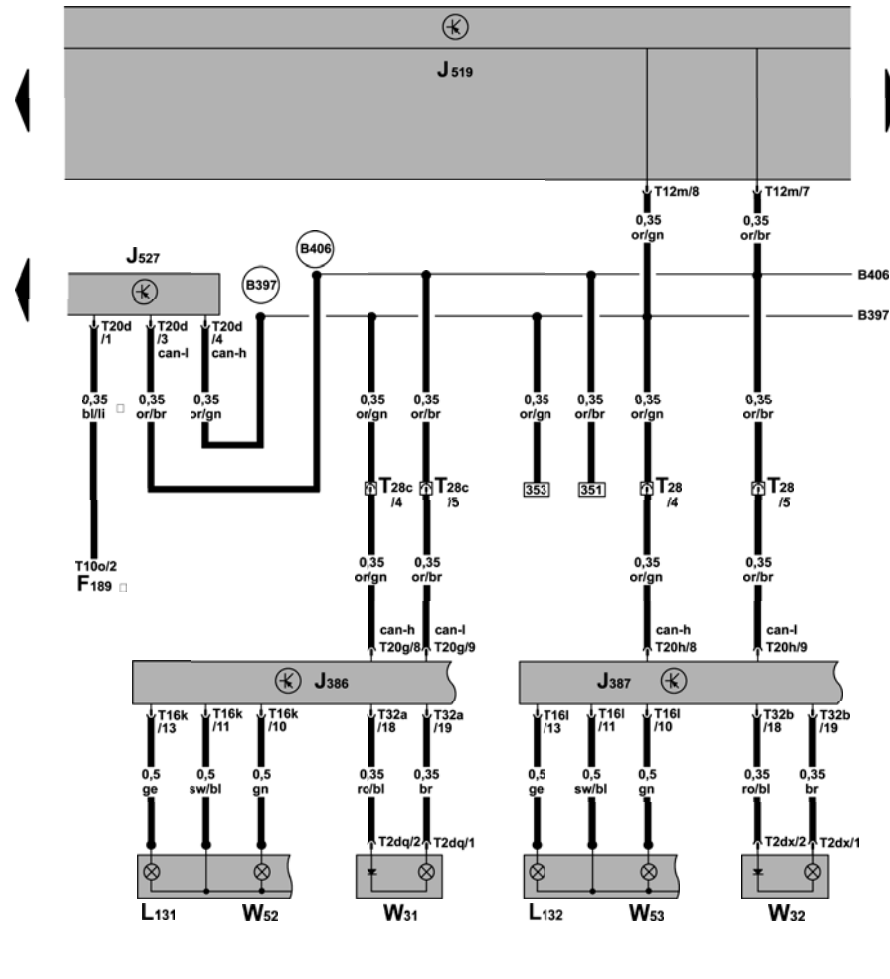 J519
T12m/8 T12m/7
0,35 0,35
or/gn or/br
B406
J527
B397
B406
B397
T20d T20d T20d
/1 /3 /4
can-l can-h
0,35 0,35 0,35 0,35 0,35 0,35 0,35 0,35 0,35
bl/li or/br or/gn or/gn or/br or/gn or/br or/gn or/br
T28c T28c 353 351 T28 T28
/4 /5 /4 /5
T10o/2
F189
0,35 0,35 0,35 0,35
or/gn or/br or/gn or/br
can-h can-l can-h can-l
T20g/8 T20g/9 T20h/8 T20h/9
J386 J387
T16k T16k T16k T32a T32a T16l T16l T16l T32b T32b
/13 /11 /10 /18 /19 /13 /11 /10 /18 /19
0,5 0,5 0,5 0,35 0,35 0,5 0,5 0,5 0,35 0,35
ge sw/bl gn ro/bl br ge sw/bl gn ro/bl br
T2dq/2 T2dq/1 T2dx/2 T2dx/1
L131 W52 W31 L132 W53 W32